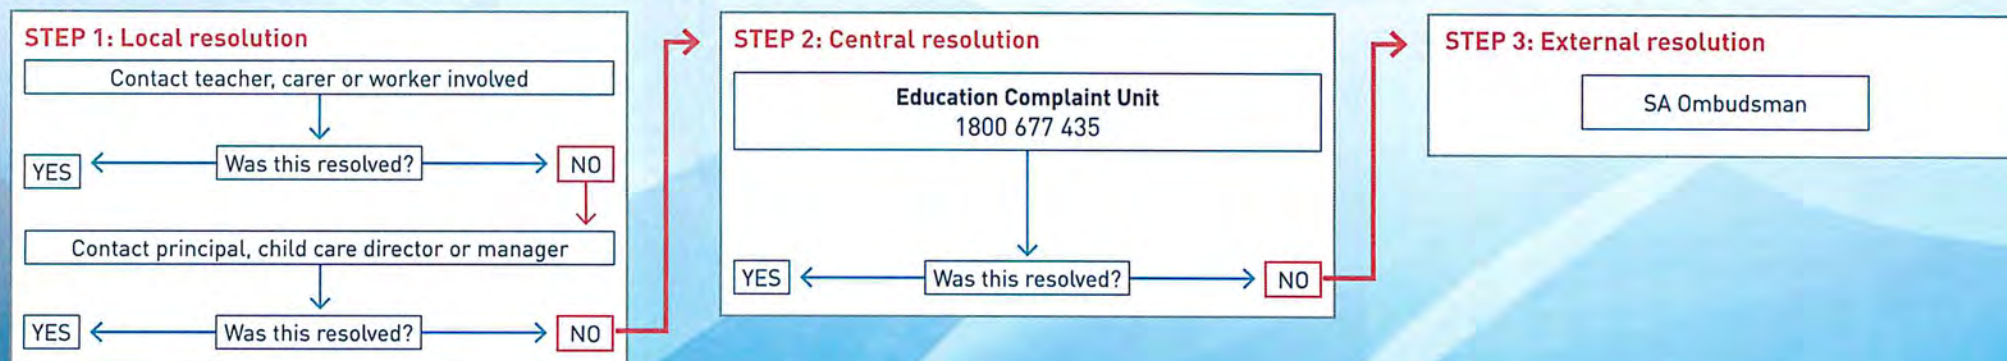 STEP 1: Local resolution
Contact teacher, carer or worker involved
Was this resolved?
YES
NO
Contact principal, child care director or manager
Was this resolved?
YES
NO
STEP 2: Central resolution
Education Complaint Unit
1800 677 435
Was this resolved?
YES
NO
STEP 3: External resolution
SA Ombudsman